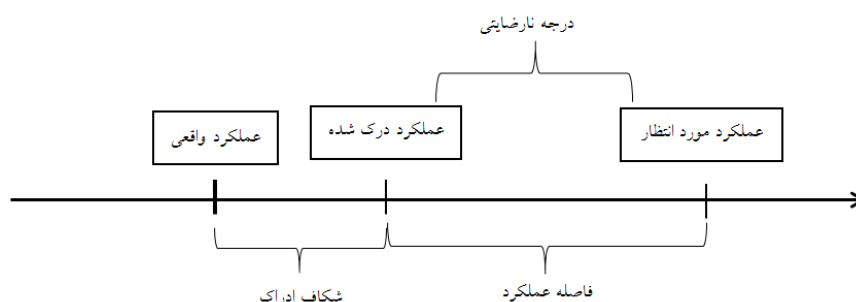 درجه نارضایتی
عملکرد مورد انتظار
عملکرد درک شده
عملکرد واقعی
فاصله عملکرد
شکاف ادراک